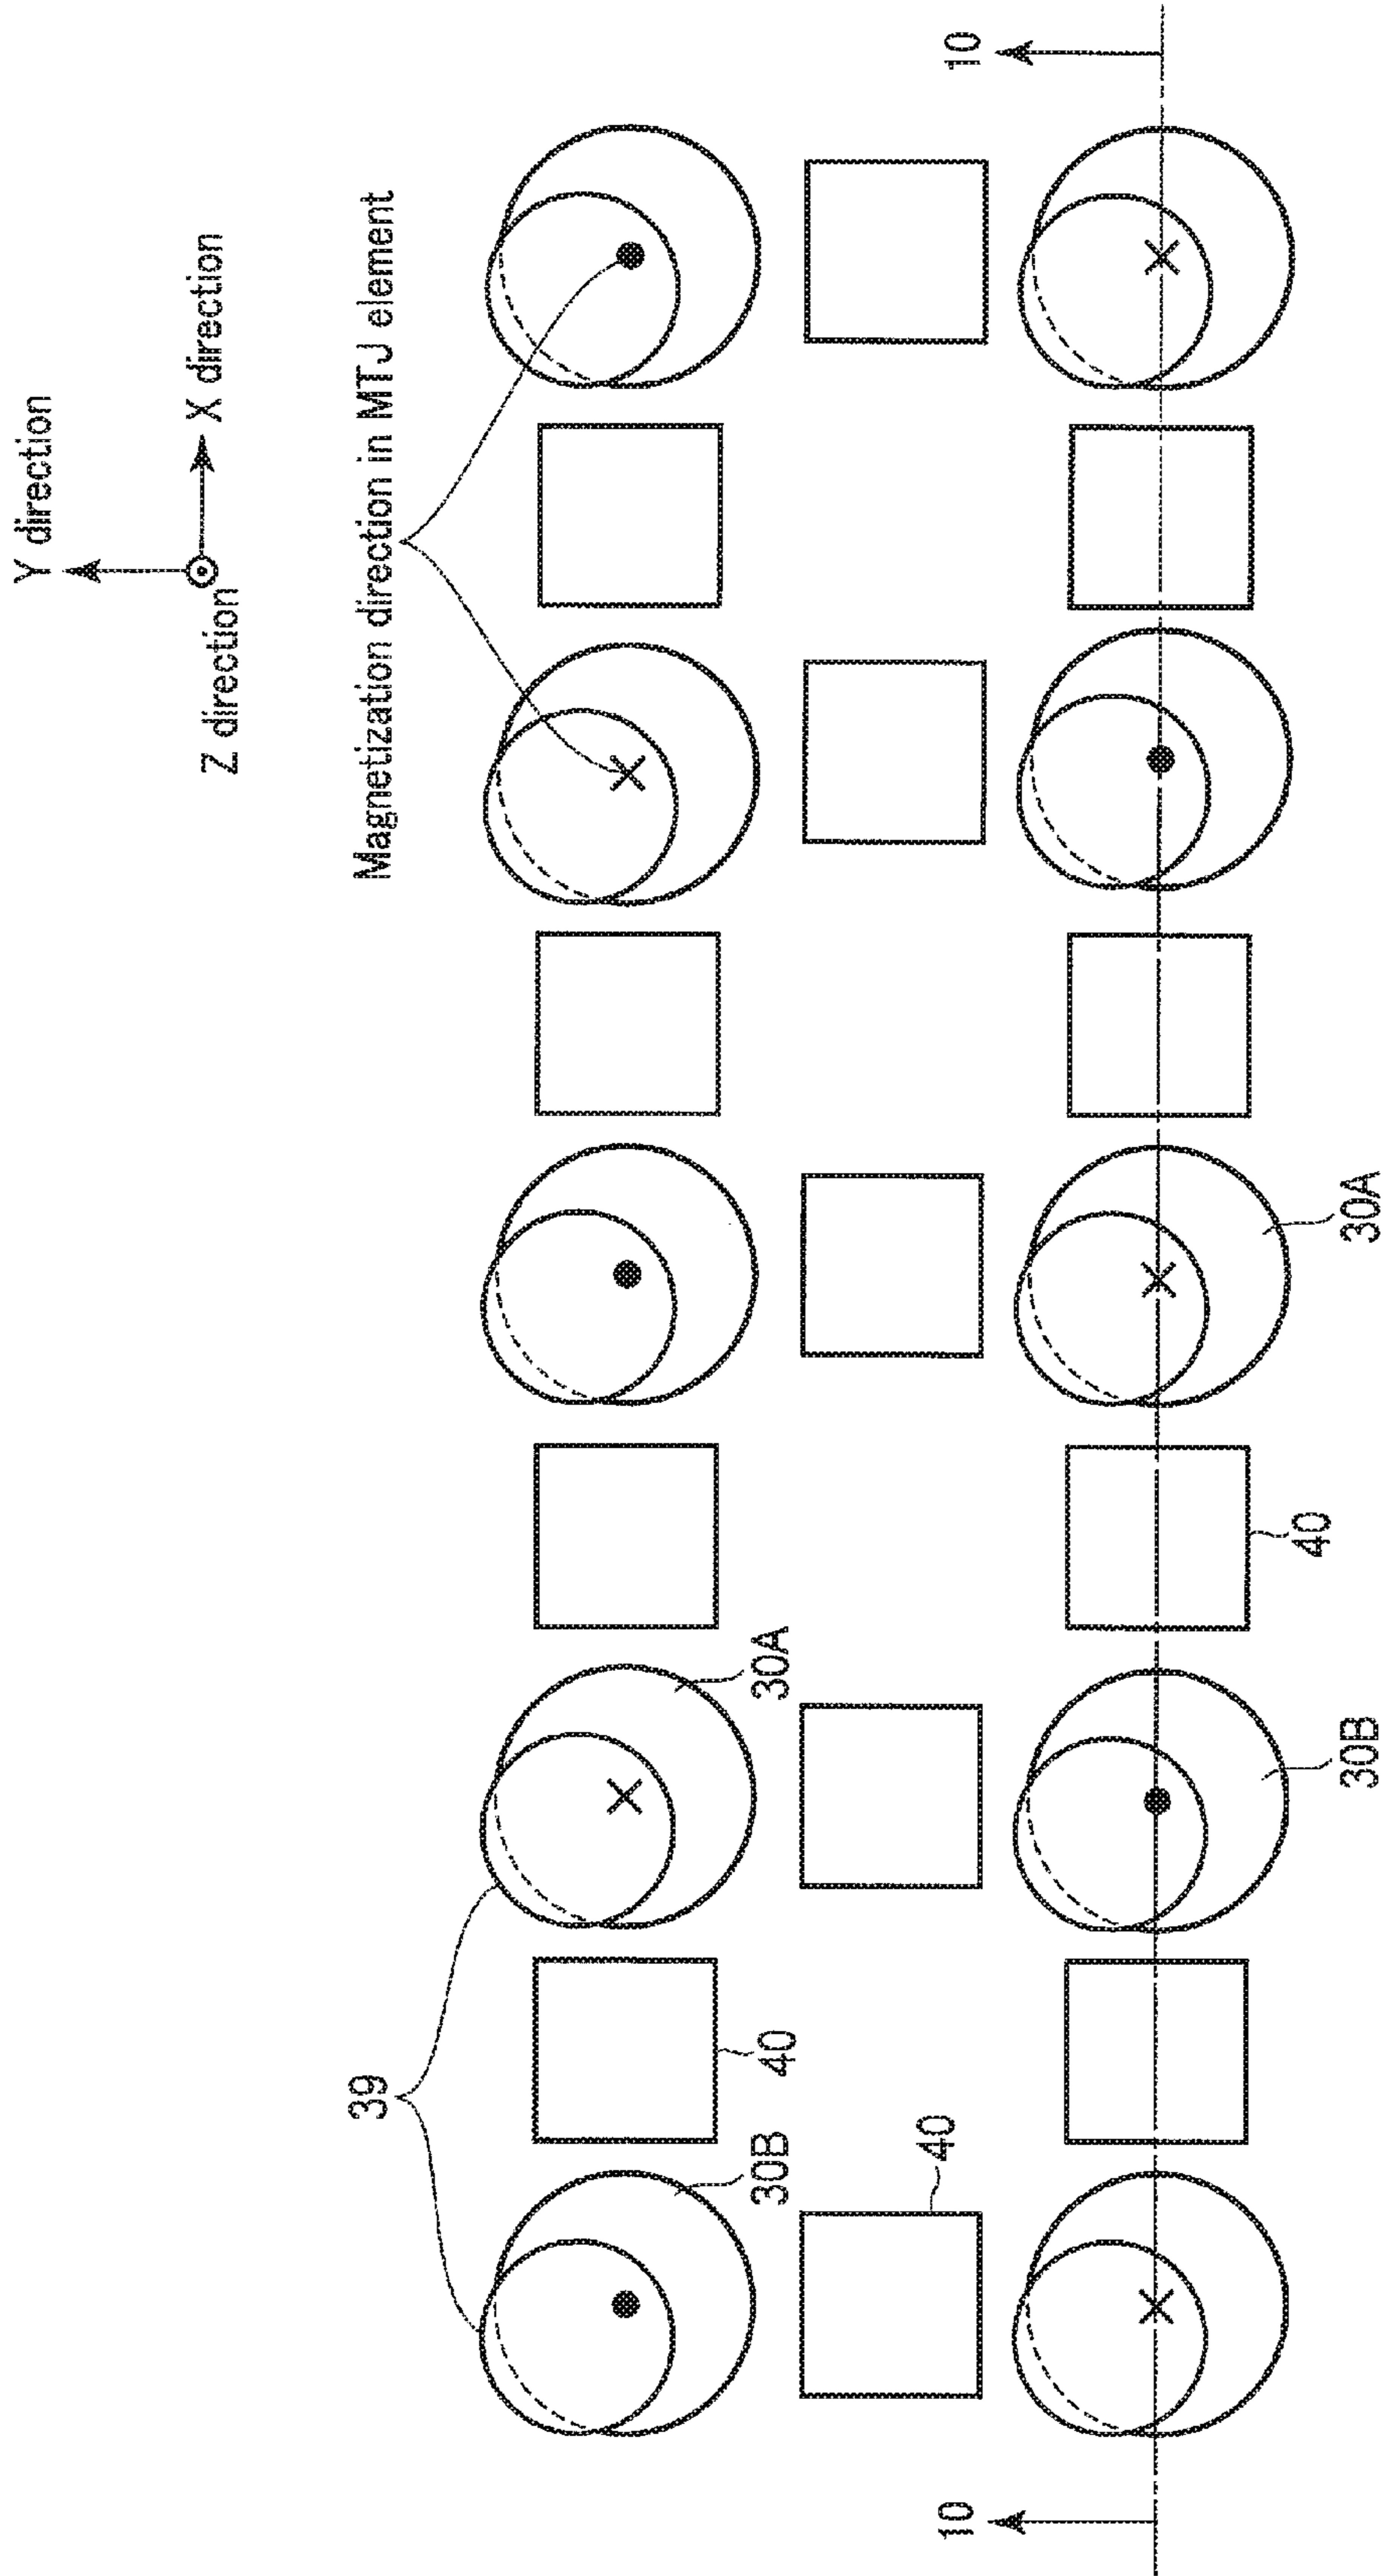 Y direction
X direction
Z direction
Magnetization direction in MTJ element
39
30B
30A
40
40
10
10
30B
40
30A